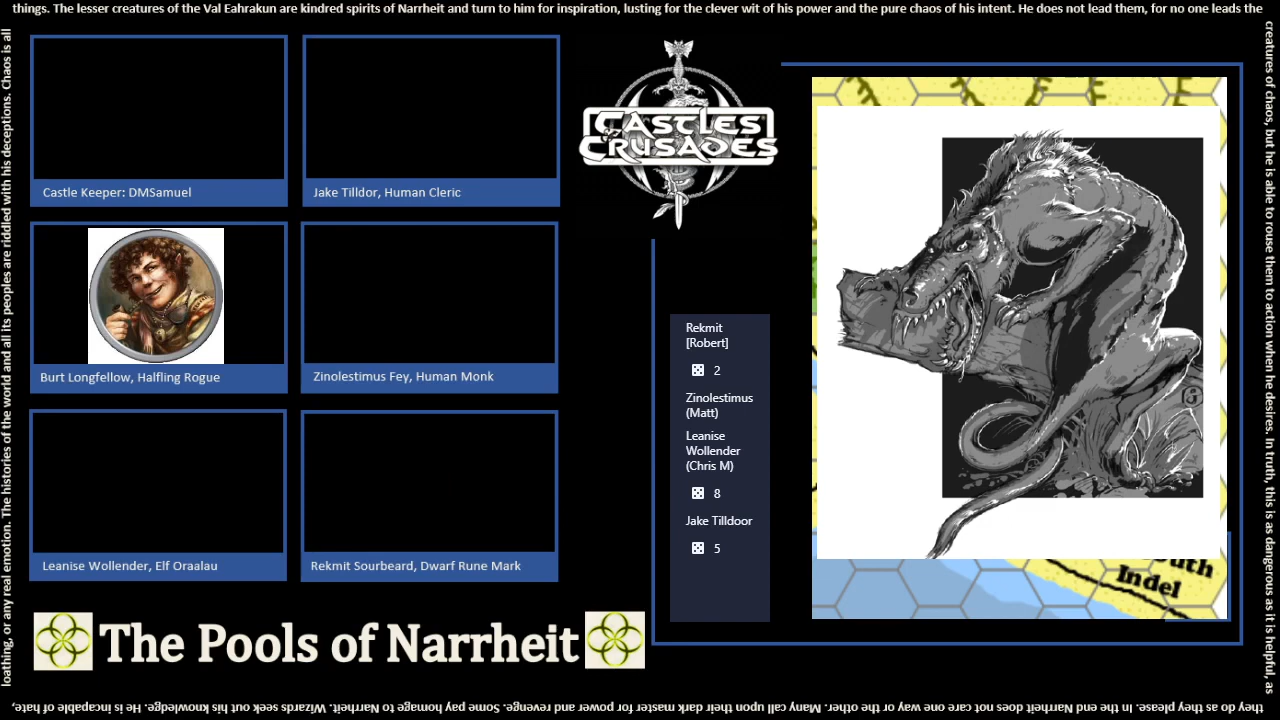 things. The lesser creatures of the Val Eahrakun are kindred spirits of Narrheit and turn to him for inspiration, lusting for the clever wit of his power and the pure chaos of his intent. He does not lead them, for no one leads the
creatures of chaos, but he is able to rouse them to action when he desires. In truth, this is as dangerous as it is helpful, as
they do as they please. In the end Narrheit does not care one way or the other. Many call upon their dark master for power and revenge. Some pay homage to Narrheit. Wizards seek out his knowledge. He is incapable of hate,
loathing, or any real emotion. The histories of the world and all its peoples are riddled with his deceptions. Chaos is all
Castle Keeper: DMSamuel
Jake Tilldor, Human Cleric
CASTLES
& CRUSADES
Burt Longfellow, Halfling Rogue
Zinolestimus Fey, Human Monk
Leanise Wollender, Elf Oraalau
Rekmit Sourbeard, Dwarf Rune Mark
The Pools of Narrheit
Rekmit
[Robert]
2
Zinolestimus
(Matt)
Leanise
Wollender
(Chris M)
8
Jake Tilldoor
5
uth
Indel